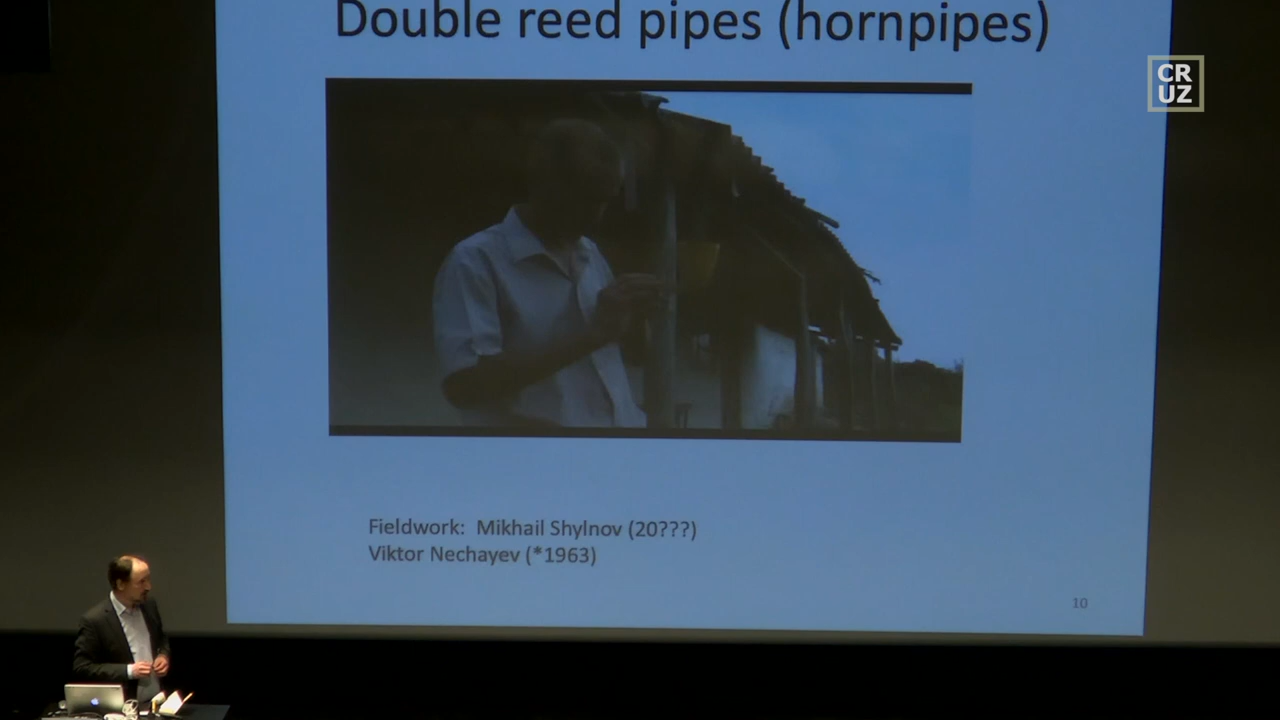 Double reed pipes (hornpipes)
CR
UZ
Fieldwork: Mikhail Shylnov (20???)
Viktor Nechayev (*1963)
10